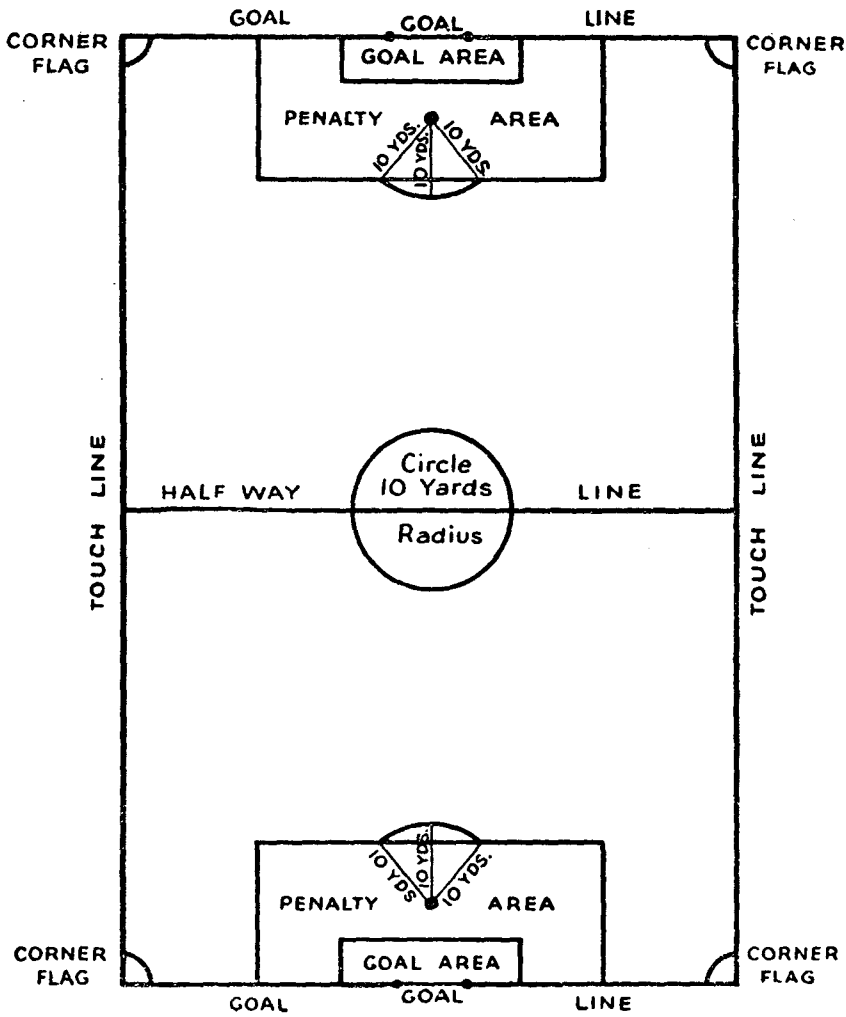 GOAL GOAL LINE
CORNER FLAG
CORNER FLAG
GOAL AREA
PENALTY AREA
10 YDS.
10 YDS.
10 YDS.
TOUCH LINE
TOUCH LINE
Circle
10 Yards
HALF WAY LINE
Radius
10 YDS
10 YDS.
10 YDS.
PENALTY AREA
GOAL AREA
CORNER FLAG
CORNER FLAG
GOAL GOAL LINE